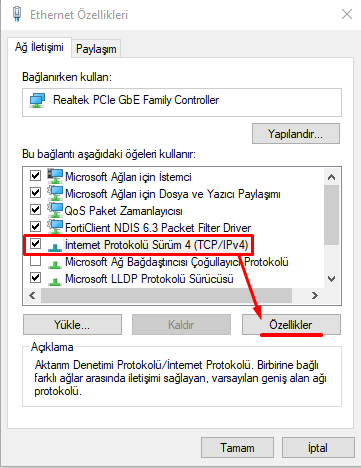 Ethernet Özellikleri
Ağ İletişimi
Paylaşım
Bağlanırken kullan:
Realtek PCIe GbE Family Controller
Yapılandır...
Bu bağlantı aşağıdaki öğeleri kullanır:
Microsoft Ağları için İstemci
Microsoft Ağları için Dosya ve Yazıcı Paylaşımı
QoS Paket Zamanlayıcısı
FortiClient NDIS 6.3 Packet Filter Driver
İnternet Protokolü Sürüm 4 (TCP/IPv4)
Microsoft Ağ Bağdaştırıcısı Çoğullayıcı Protokolü
Microsoft LLDP Protokolü Sürücüsü
Yükle...
Kaldır
Özellikler
Açıklama
Aktarım Denetimi Protokolü/İnternet Protokolü. Birbirine bağlı
farklı ağlar arasında iletişimi sağlayan, varsayılan geniş alan ağı
protokolü.
Tamam
İptal